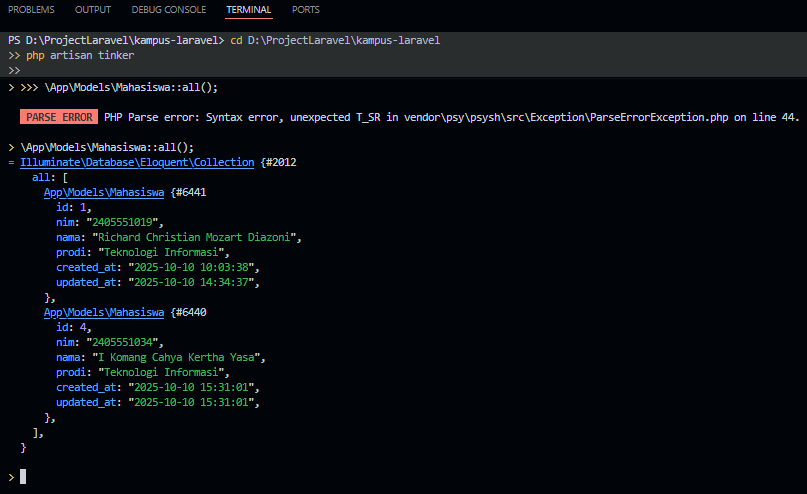 PROBLEMS OUTPUT DEBUG CONSOLE TERMINAL PORTS
PS D:\ProjectLaravel\kampus-laravel> cd D:\ProjectLaravel\kampus-laravel
>> php artisan tinker
>>
> >>> \App\Models\Mahasiswa::all();
PARSE ERROR PHP Parse error: Syntax error, unexpected T_SR in vendor\psy\psysh\src\Exception\ParseErrorException.php on line 44.
> \App\Models\Mahasiswa::all();
= Illuminate\Database\Eloquent\Collection {#2012
all: [
App\Models\Mahasiswa {#6441
id: 1,
nim: "2405551019",
nama: "Richard Christian Mozart Diazoni",
prodi: "Teknologi Informasi",
created_at: "2025-10-10 10:03:38",
updated_at: "2025-10-10 14:34:37",
},
App\Models\Mahasiswa {#6440
id: 4,
nim: "2405551034",
nama: "I Komang Cahya Kertha Yasa",
prodi: "Teknologi Informasi",
created_at: "2025-10-10 15:31:01",
updated_at: "2025-10-10 15:31:01",
},
],
}
>